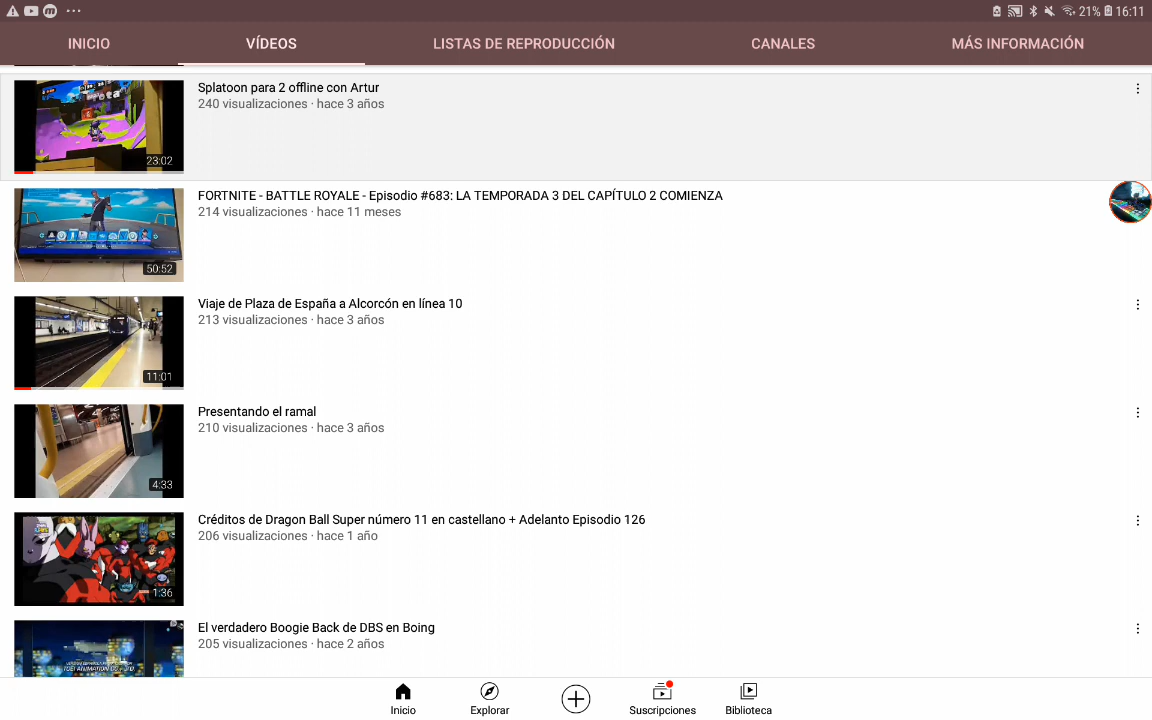 21% 16:11
INICIO
VÍDEOS
LISTAS DE REPRODUCCIÓN
CANALES
MÁS INFORMACIÓN
23:02
Splatoon para 2 offline con Artur
240 visualizaciones · hace 3 años
50:52
FORTNITE - BATTLE ROYALE - Episodio #683: LA TEMPORADA 3 DEL CAPÍTULO 2 COMIENZA
214 visualizaciones · hace 11 meses
11:01
Viaje de Plaza de España a Alcorcón en línea 10
213 visualizaciones · hace 3 años
4:33
Presentando el ramal
210 visualizaciones · hace 3 años
1:36
Créditos de Dragon Ball Super número 11 en castellano + Adelanto Episodio 126
206 visualizaciones · hace 1 año
El verdadero Boogie Back de DBS en Boing
205 visualizaciones · hace 2 años
TOEI ANIMATION CO., LTD.
Inicio
Explorar
Suscripciones
Biblioteca